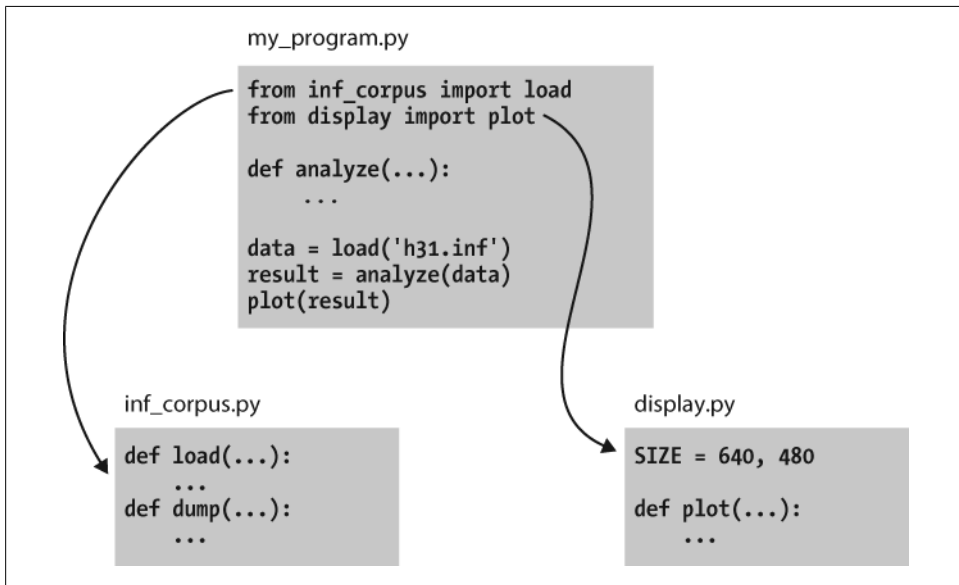 my_program.py
from inf_corpus import load
from display import plot
def analyze(...):
...
data = load('h31.inf')
result = analyze(data)
plot(result)
inf_corpus.py
def load(...):
...
def dump(...):
...
display.py
SIZE = 640, 480
def plot(...):
...